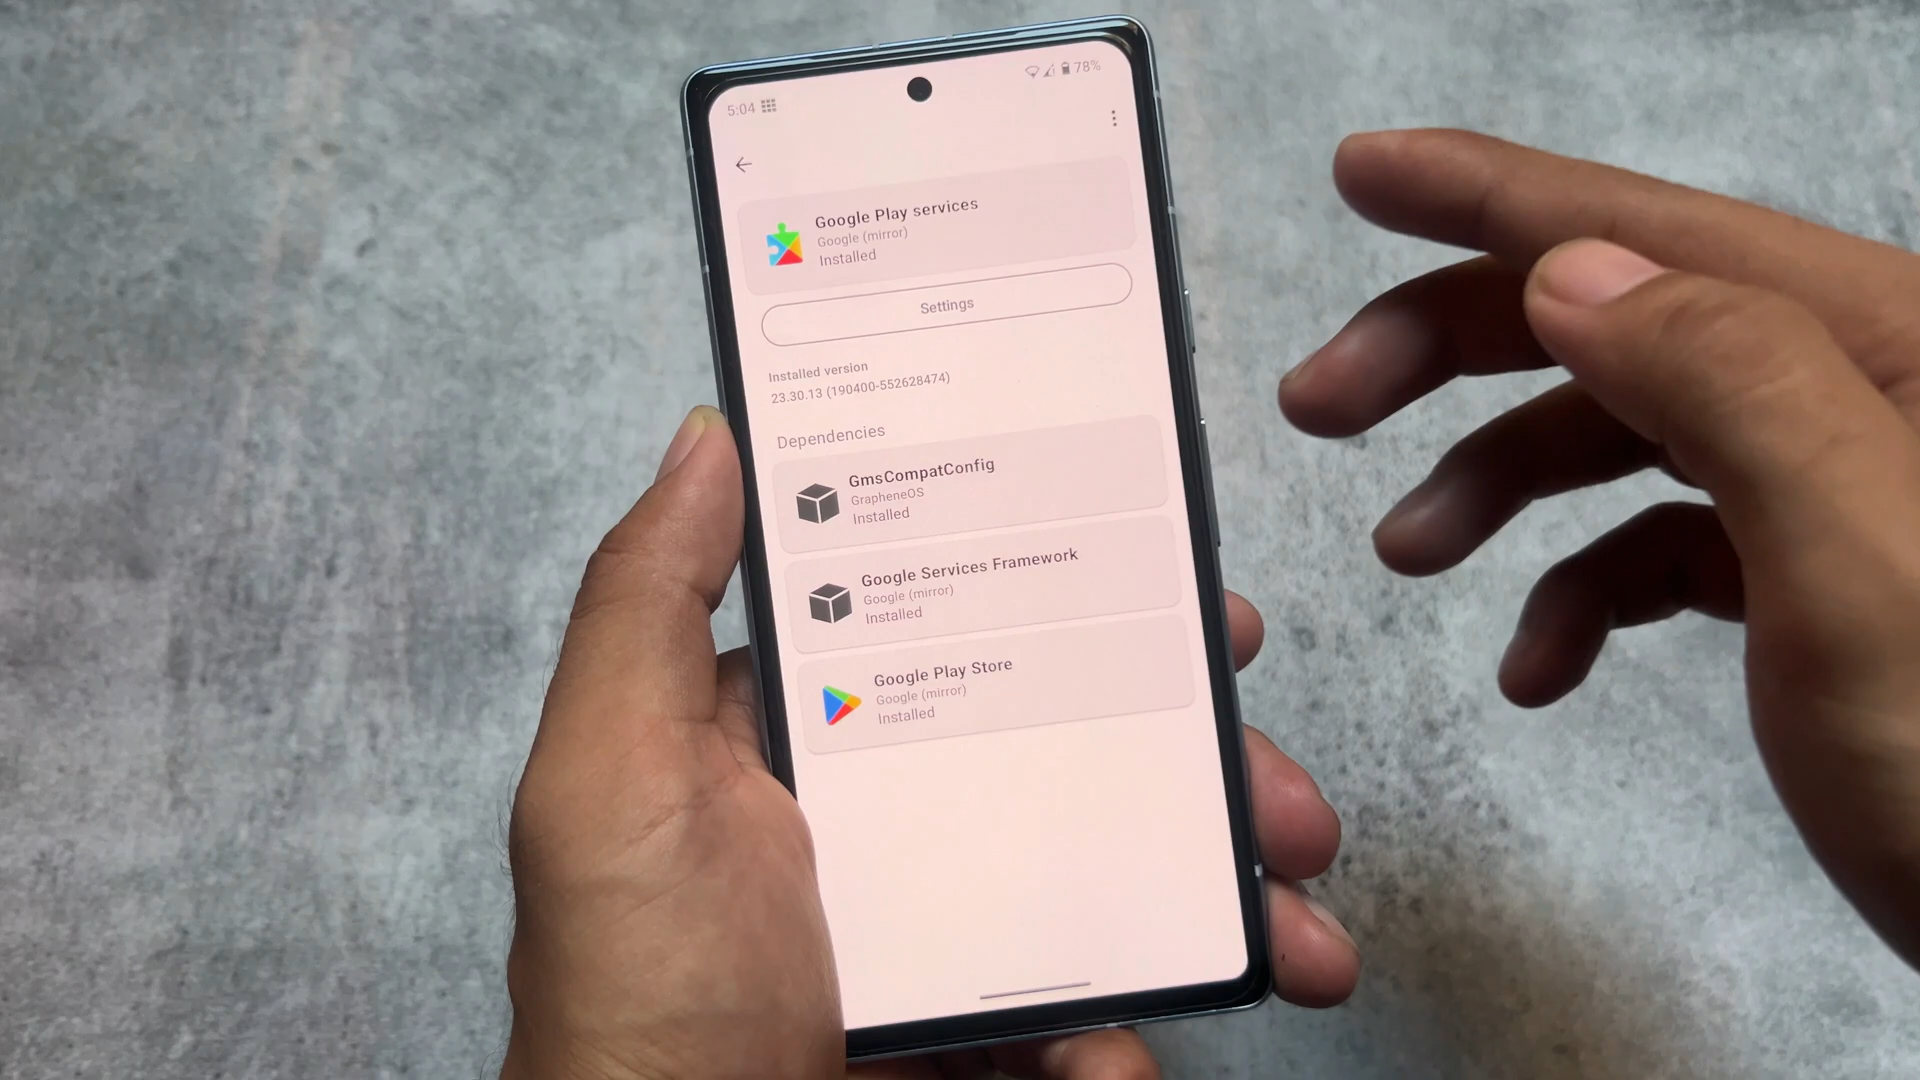 5:04
78%
Google Play services
Google (mirror)
Installed
Settings
Installed version
23.30.13 (190400-552628474)
Dependencies
GmsCompatConfig
GrapheneOS
Installed
Google Services Framework
Google (mirror)
Installed
Google Play Store
Google (mirror)
Installed